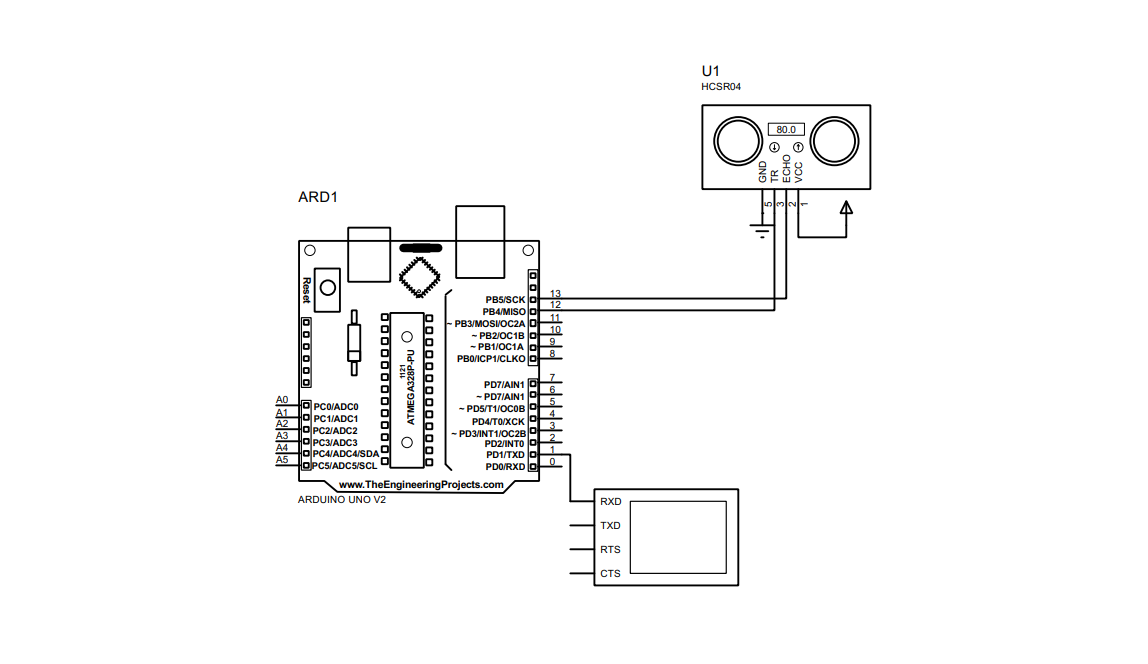 U1
HCSR04
80.0
GND
TR
ECHO
VCC
5
3
2
1
ARD1
Reset
PB5/SCK 13
PB4/MISO 12
~ PB3/MOSI/OC2A 11
~ PB2/OC1B 10
~ PB1/OC1A 9
PB0/ICP1/CLKO 8
1121
ATMEGA328P-PU
PD7/AIN1 7
~ PD7/AIN1 6
~ PD5/T1/OC0B 5
PD4/T0/XCK 4
~ PD3/INT1/OC2B 3
PD2/INT0 2
PD1/TXD 1
PD0/RXD 0
A0 PC0/ADC0
A1 PC1/ADC1
A2 PC2/ADC2
A3 PC3/ADC3
A4 PC4/ADC4/SDA
A5 PC5/ADC5/SCL
www.TheEngineeringProjects.com
ARDUINO UNO V2
RXD
TXD
RTS
CTS